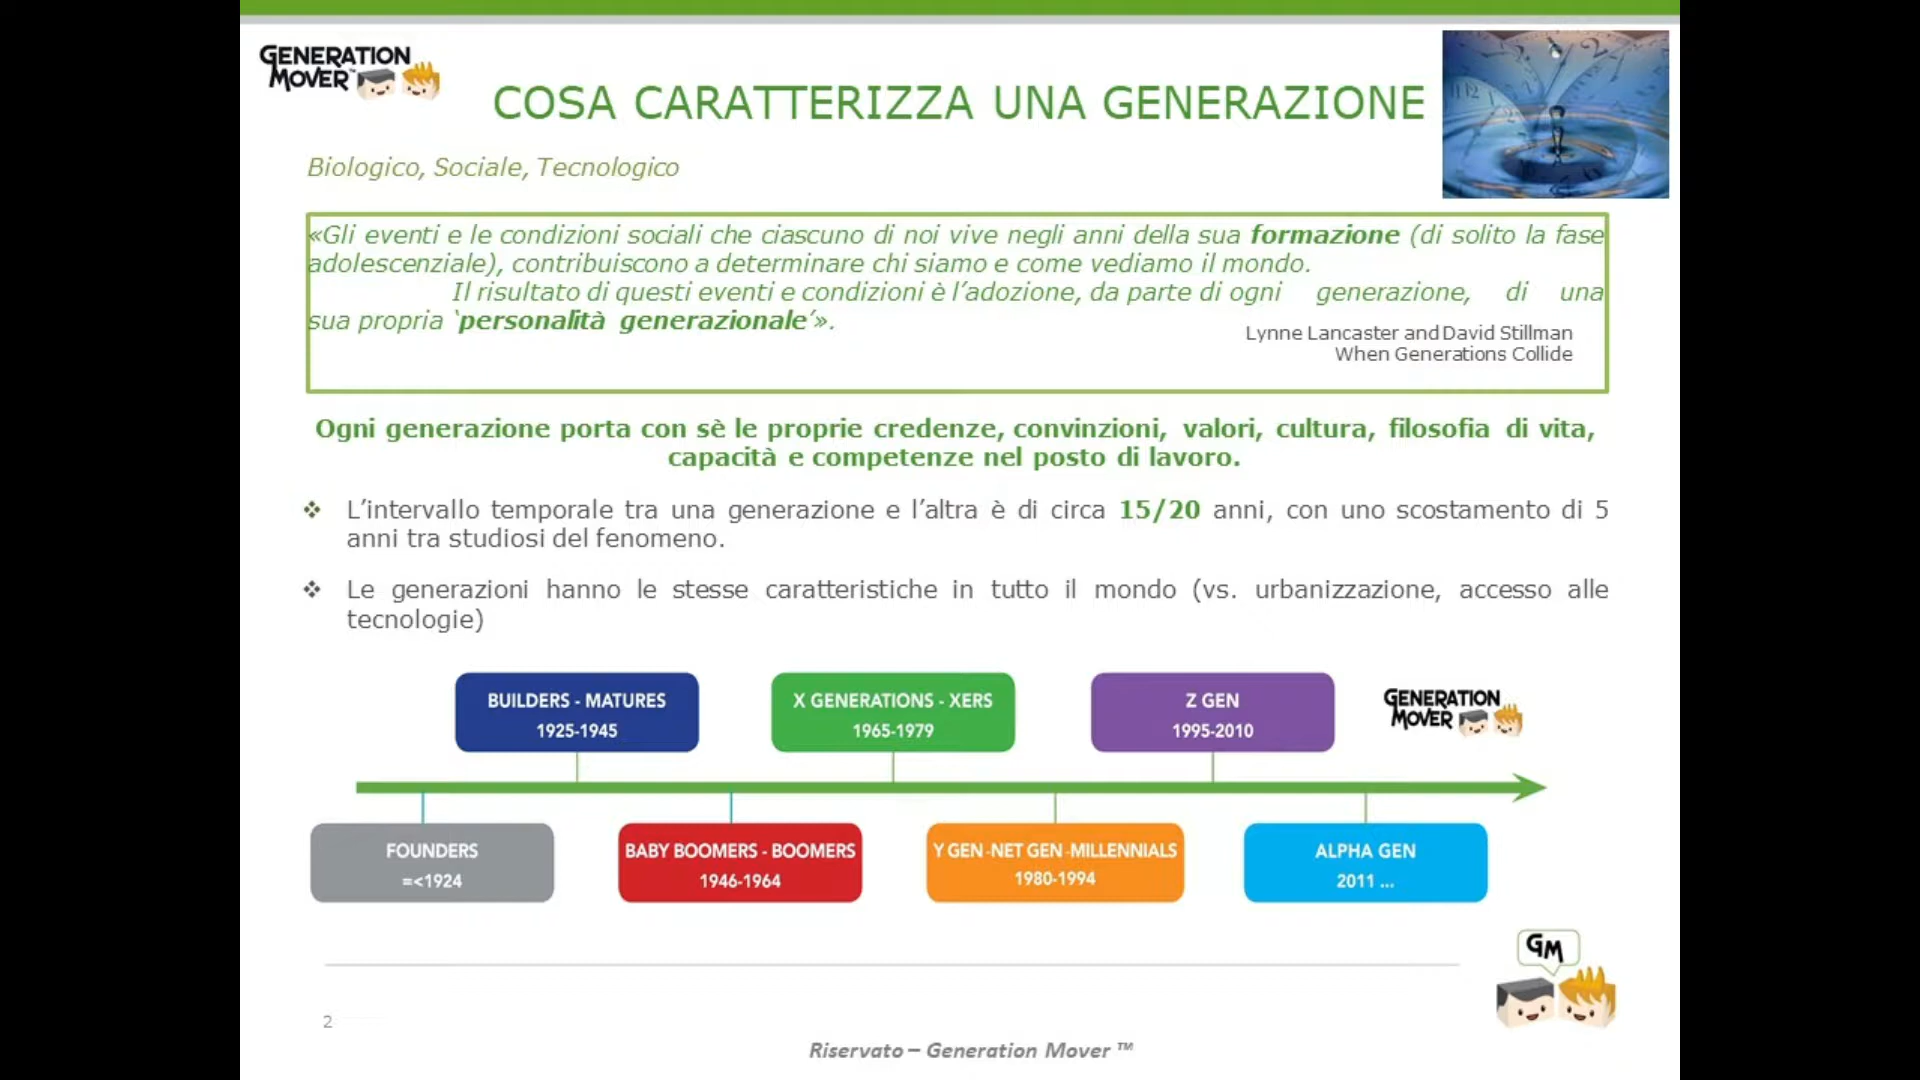 GENERATION
MOVER™
COSA CARATTERIZZA UNA GENERAZIONE
Biologico, Sociale, Tecnologico
«Gli eventi e le condizioni sociali che ciascuno di noi vive negli anni della sua formazione (di solito la fase
adolescenziale), contribuiscono a determinare chi siamo e come vediamo il mondo.
Il risultato di questi eventi e condizioni è l’adozione, da parte di ogni generazione, di una
sua propria ‘personalità generazionale’».
Lynne Lancaster and David Stillman
When Generations Collide
Ogni generazione porta con sè le proprie credenze, convinzioni, valori, cultura, filosofia di vita,
capacità e competenze nel posto di lavoro.
❖ L’intervallo temporale tra una generazione e l’altra è di circa 15/20 anni, con uno scostamento di 5
anni tra studiosi del fenomeno.
❖ Le generazioni hanno le stesse caratteristiche in tutto il mondo (vs. urbanizzazione, accesso alle
tecnologie)
BUILDERS - MATURES
1925-1945
X GENERATIONS - XERS
1965-1979
Z GEN
1995-2010
GENERATION
MOVER
FOUNDERS
=<1924
BABY BOOMERS - BOOMERS
1946-1964
Y GEN -NET GEN -MILLENNIALS
1980-1994
ALPHA GEN
2011 ...
GM
2
Riservato – Generation Mover ™